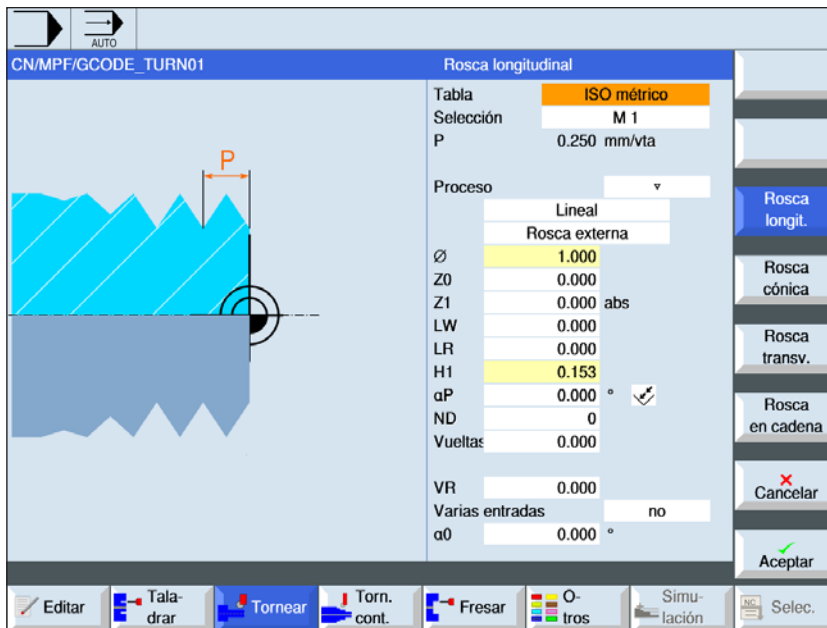 AUTO
CN/MPF/GCODE_TURN01
Rosca longitudinal
Tabla ISO métrico
Selección M 1
P 0.250 mm/vta
P
Proceso ▿
Lineal
Rosca externa
Ø 1.000
Z0 0.000
Z1 0.000 abs
LW 0.000
LR 0.000
H1 0.153
αP 0.000 °
ND 0
Vueltas 0.000
VR 0.000
Varias entradas no
α0 0.000 °
Rosca
longit.
Rosca
cónica
Rosca
transv.
Rosca
en cadena
Cancelar
Aceptar
Editar
Tala-
drar
Tornear
Torn.
cont.
Fresar
O-
tros
Simu-
lación
NC
Selec.